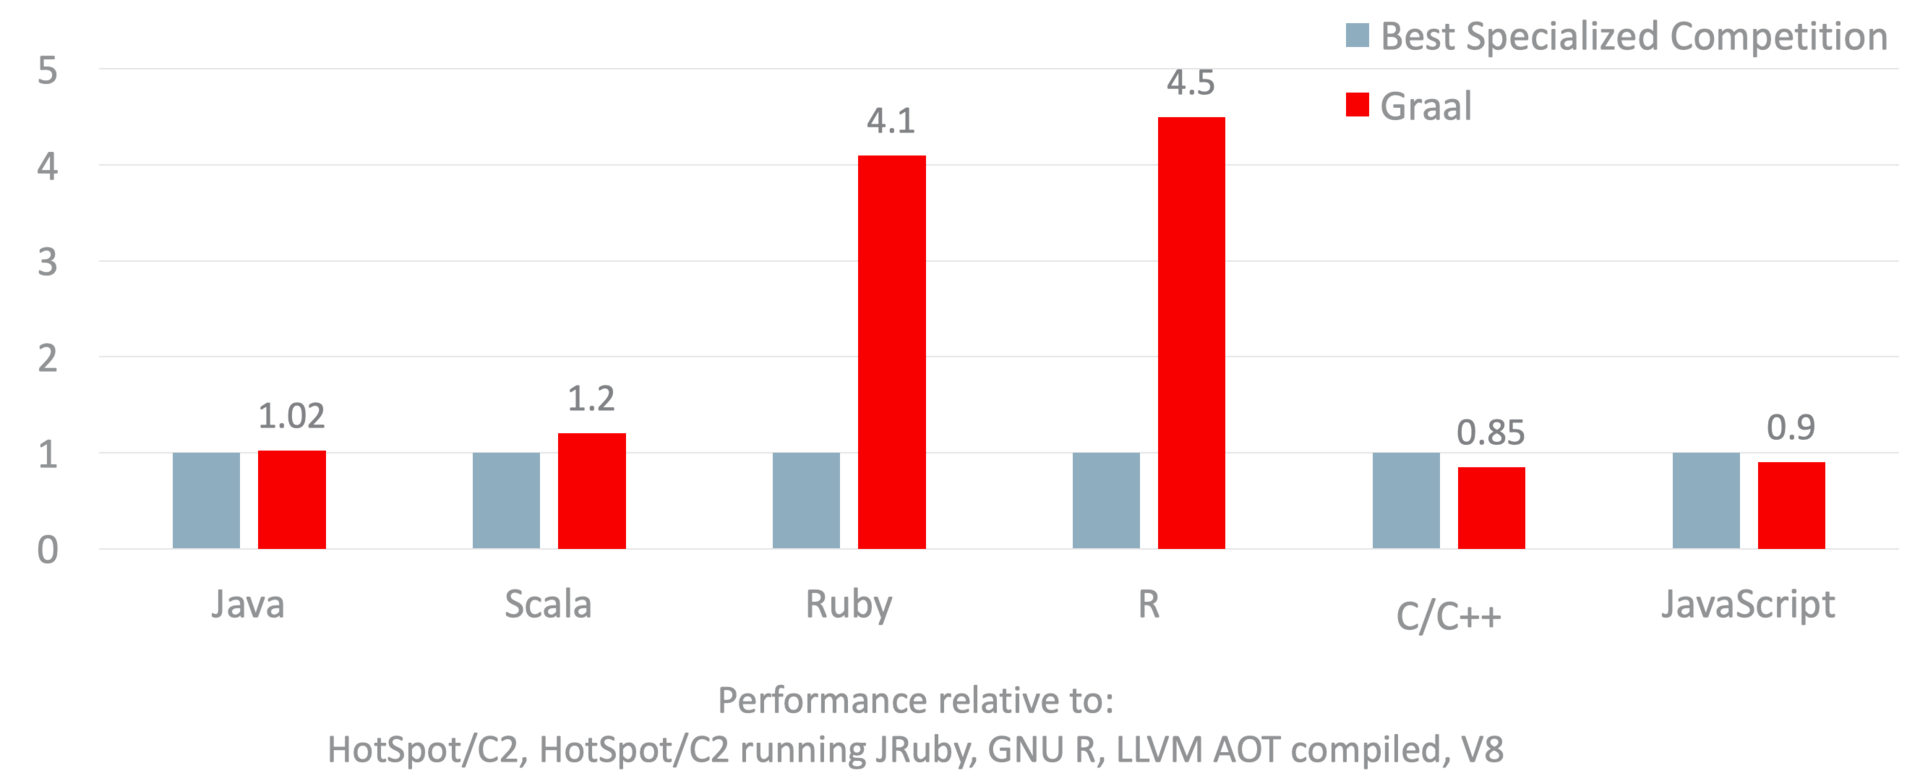 Best Specialized Competition
Graal
5
4
3
2
1
0
1.02
1.2
4.1
4.5
0.85
0.9
Java
Scala
Ruby
R
C/C++
JavaScript
Performance relative to:
HotSpot/C2, HotSpot/C2 running JRuby, GNU R, LLVM AOT compiled, V8